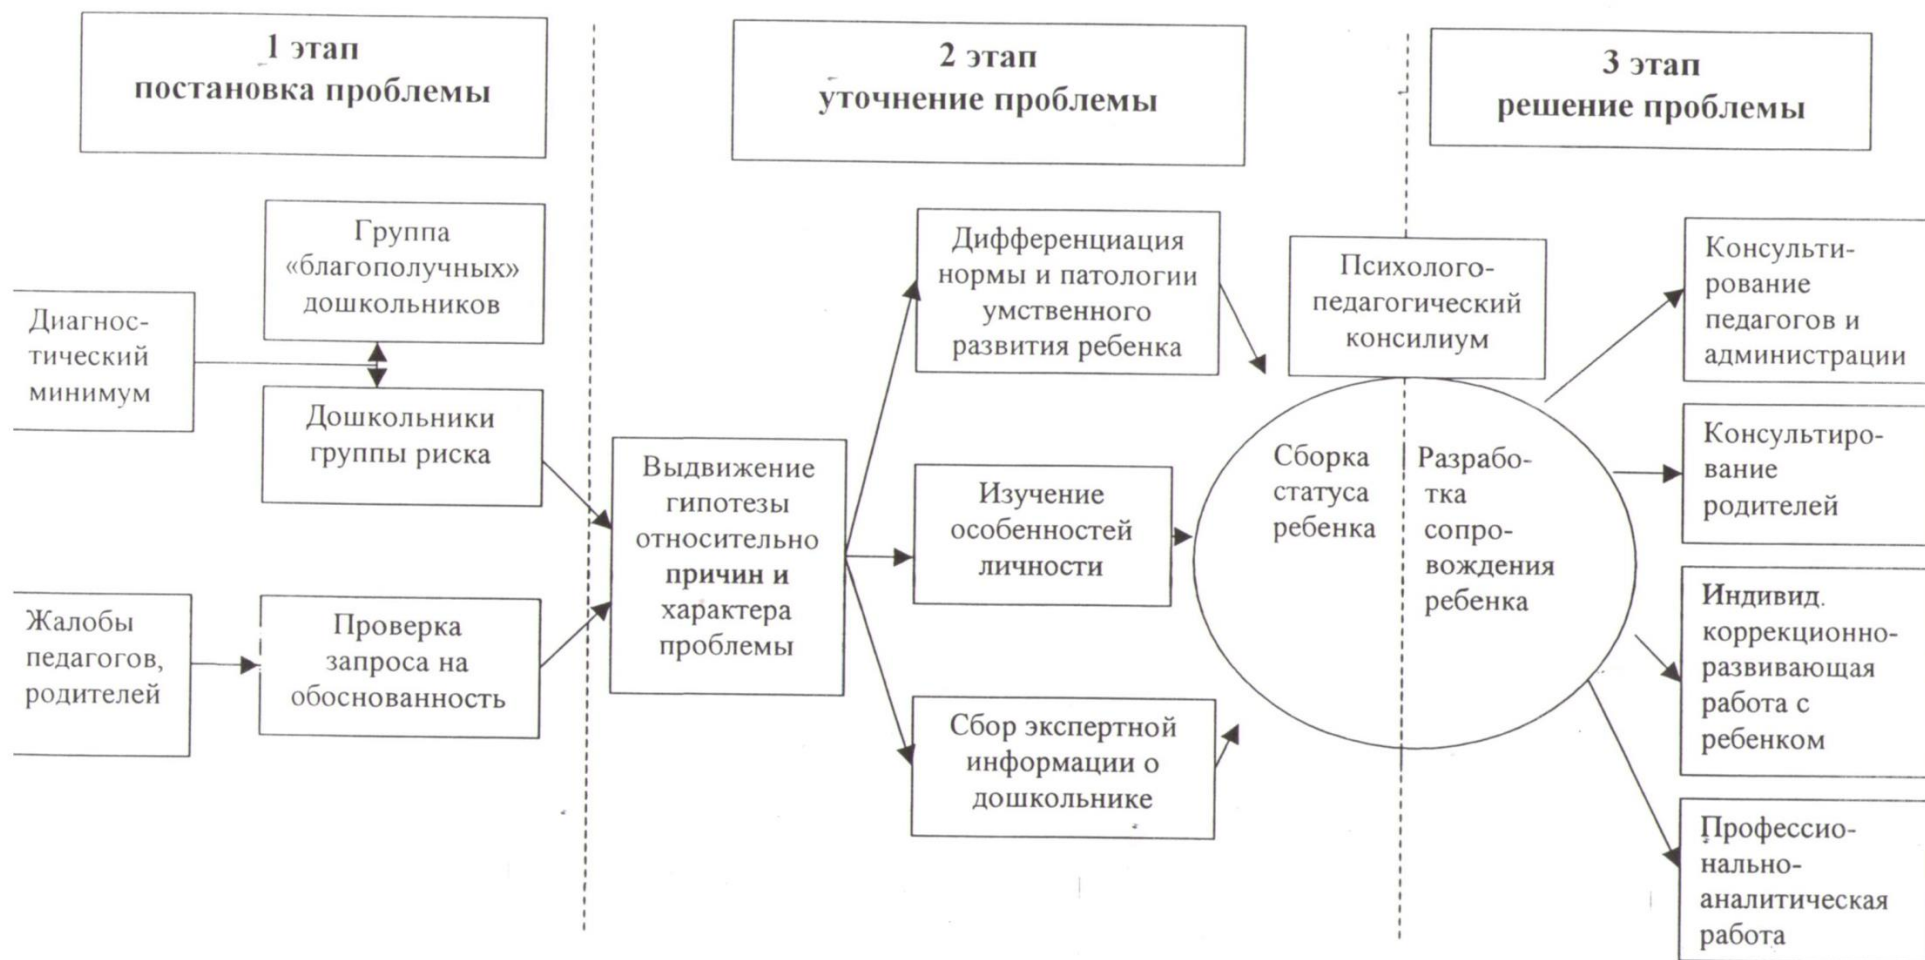 1 этап
постановка проблемы
2 этап
уточнение проблемы
3 этап
решение проблемы
Группа
«благополучных»
дошкольников
Диагнос-
тический
минимум
Дошкольники
группы риска
Жалобы
педагогов,
родителей
Проверка
запроса на
обоснованность
Выдвижение
гипотезы
относительно
причин и
характера
проблемы
Дифференциация
нормы и патологии
умственного
развития ребенка
Изучение
особенностей
личности
Сбор экспертной
информации о
дошкольнике
Психолого-
педагогический
консилиум
Сборка
статуса
ребенка
Разрабо-
тка
сопро-
вождения
ребенка
Консульти-
рование
педагогов и
администрации
Консультиро-
вание
родителей
Индивид.
коррекционно-
развивающая
работа с
ребенком
Профессио-
нально-
аналитическая
работа